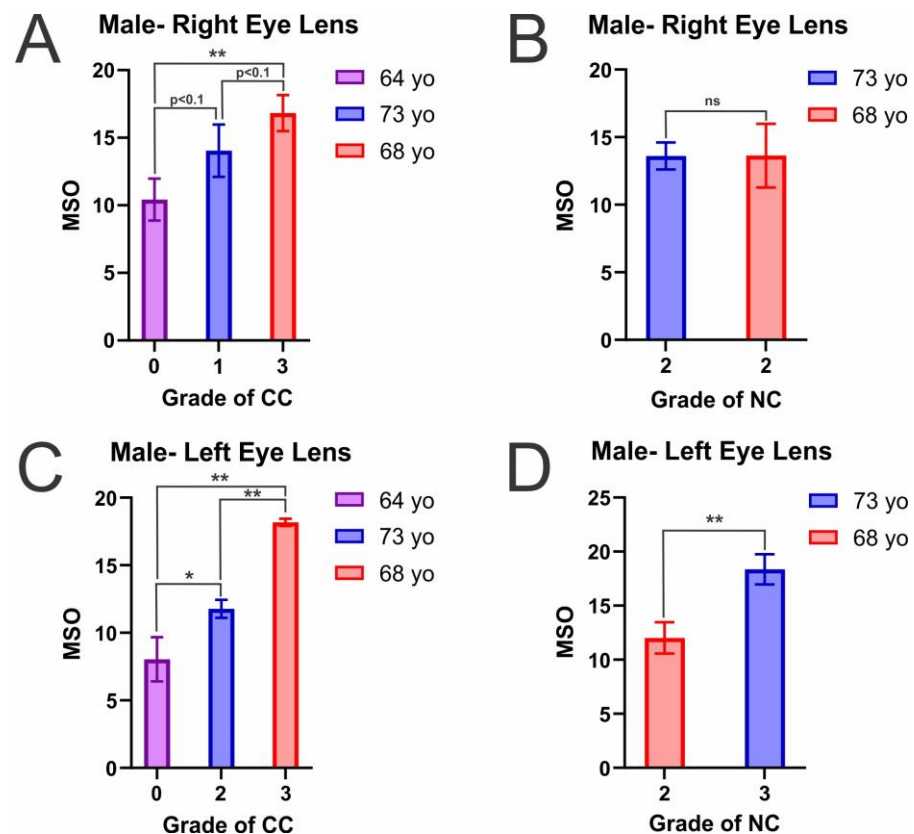 A
Male- Right Eye Lens
**
p<0.1
p<0.1
20
15
10
5
0
MSO
0 1 3
Grade of CC
64 yo
73 yo
68 yo
B
Male- Right Eye Lens
ns
20
15
10
5
0
MSO
2 2
Grade of NC
73 yo
68 yo
C
Male- Left Eye Lens
**
**
*
20
15
10
5
0
MSO
0 2 3
Grade of CC
64 yo
73 yo
68 yo
D
Male- Left Eye Lens
**
25
20
15
10
5
0
MSO
2 3
Grade of NC
73 yo
68 yo